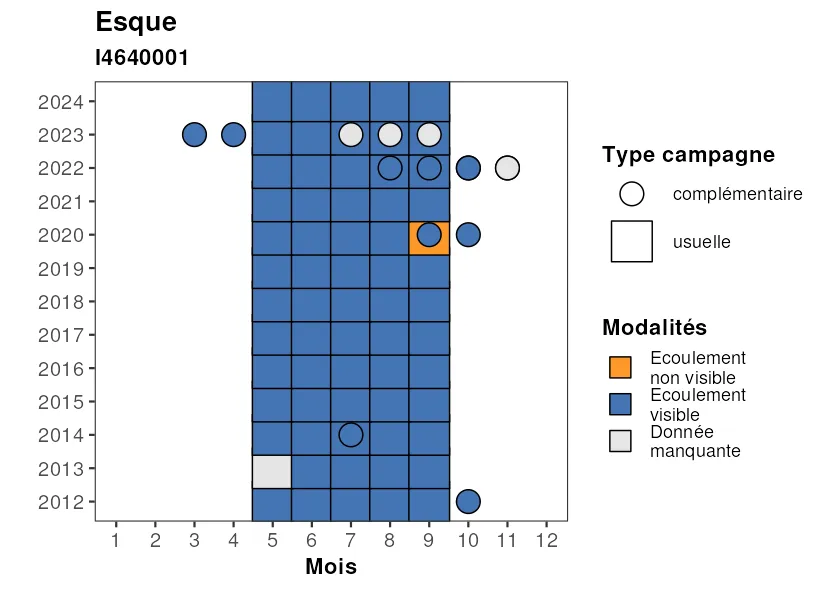 Esque
I4640001
2024
2023
2022
2021
2020
2019
2018
2017
2016
2015
2014
2013
2012
1 2 3 4 5 6 7 8 9 10 11 12
Mois
Type campagne
complémentaire
usuelle
Modalités
Ecoulement
non visible
Ecoulement
visible
Donnée
manquante